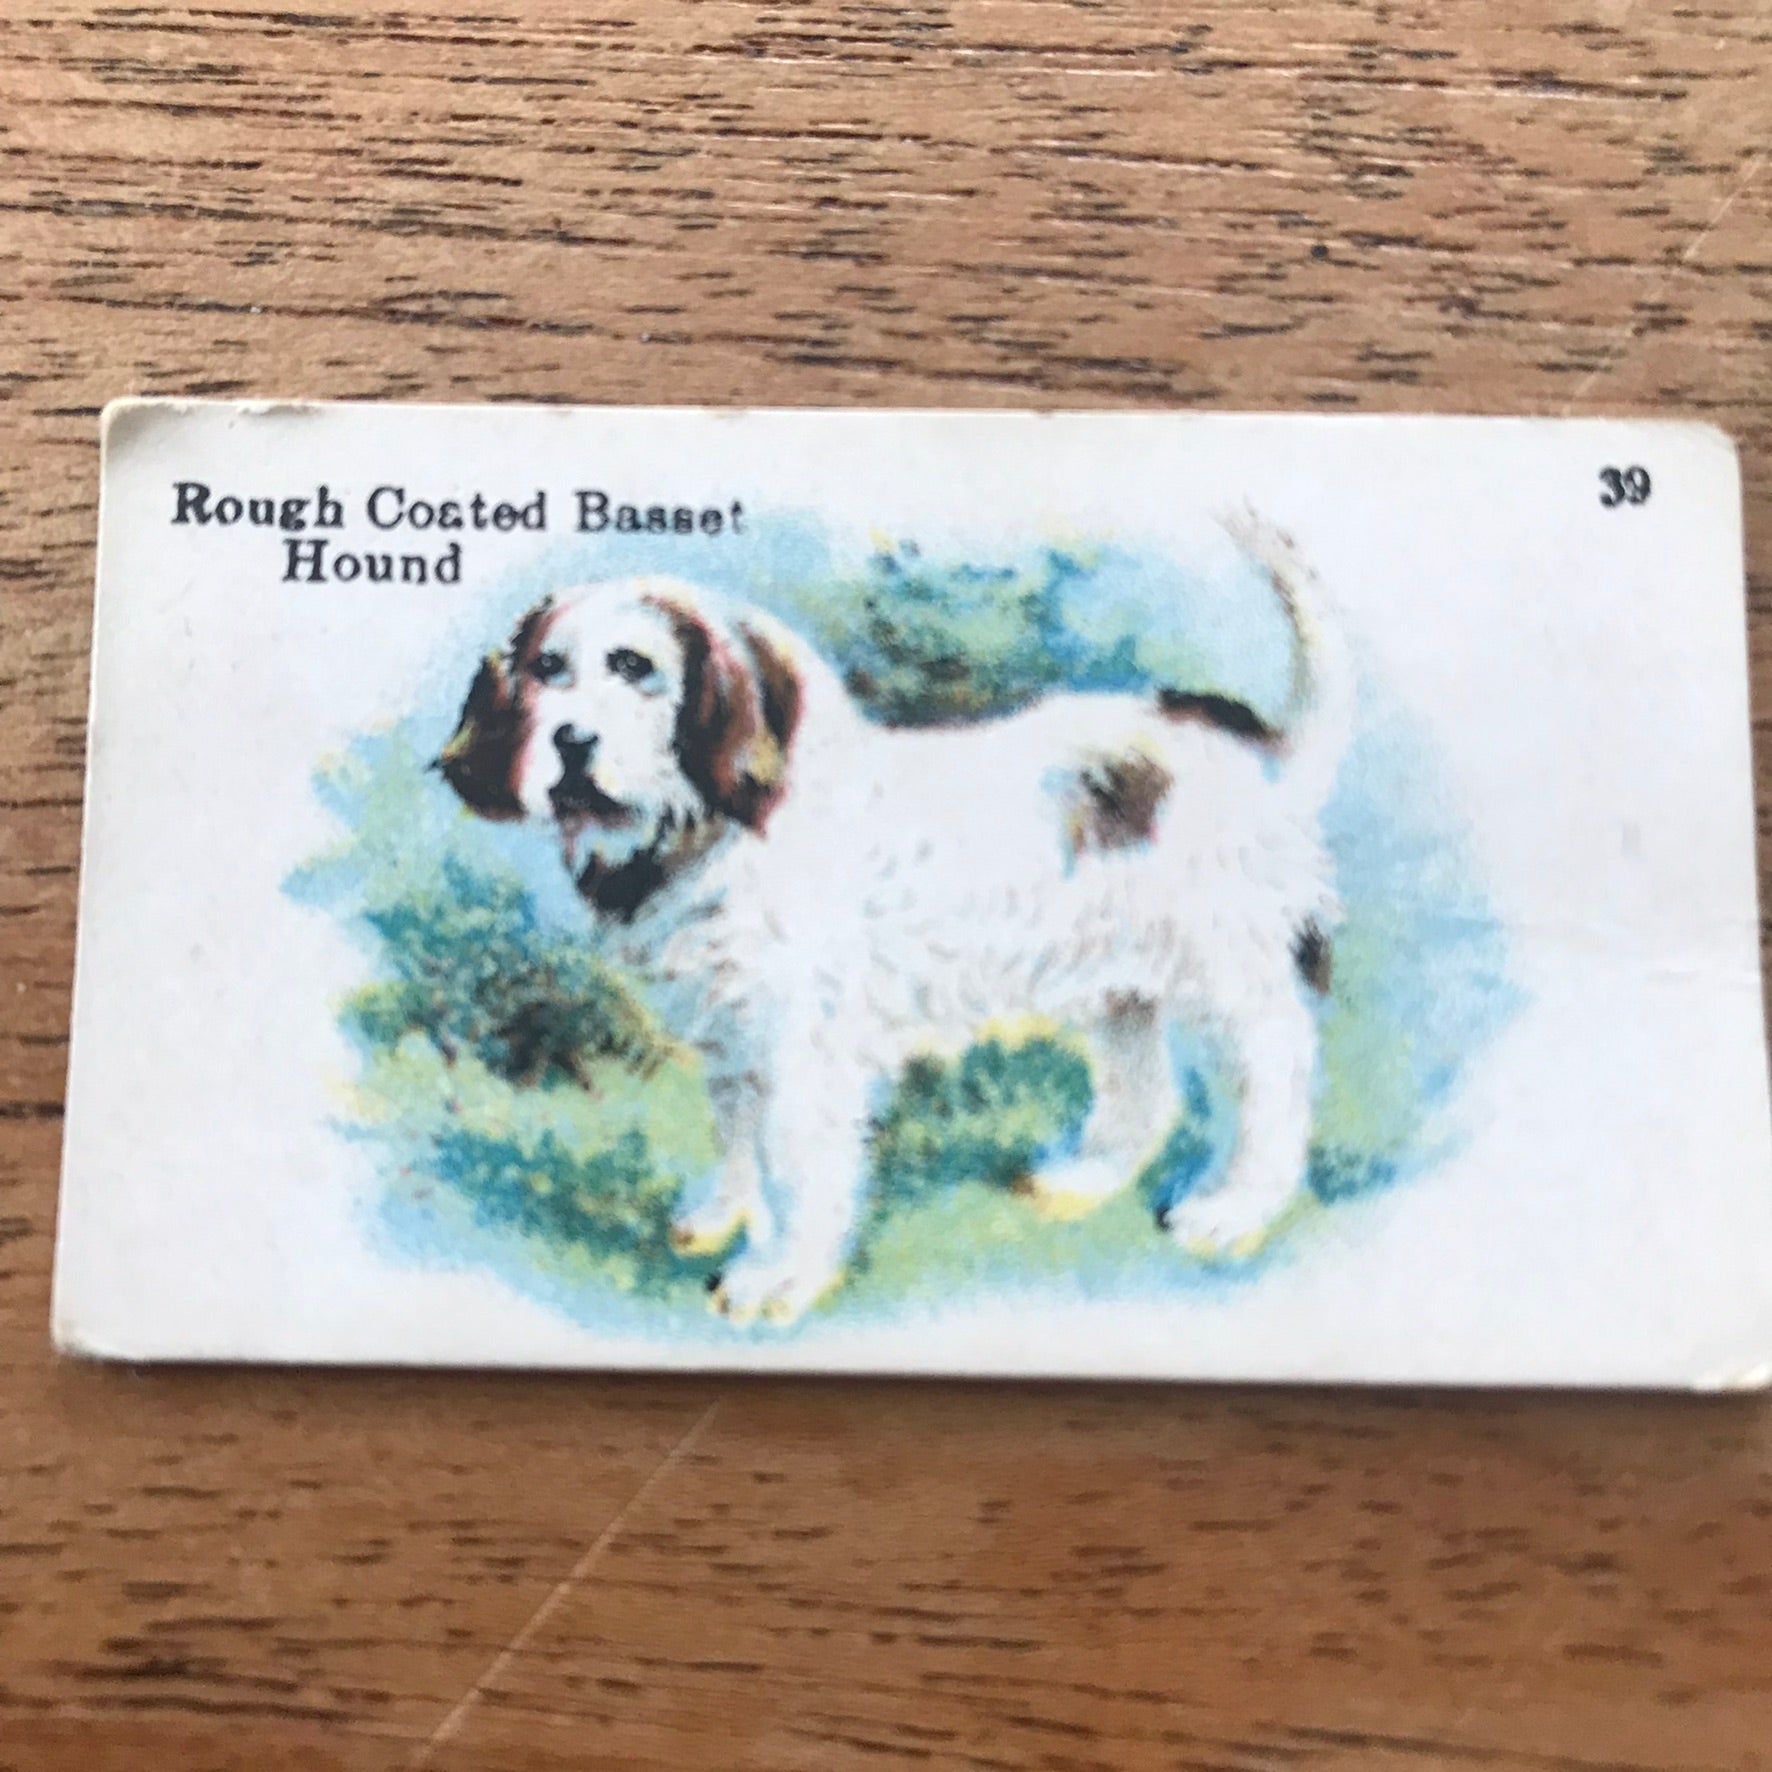 Rough Coated Basset
Hound
39